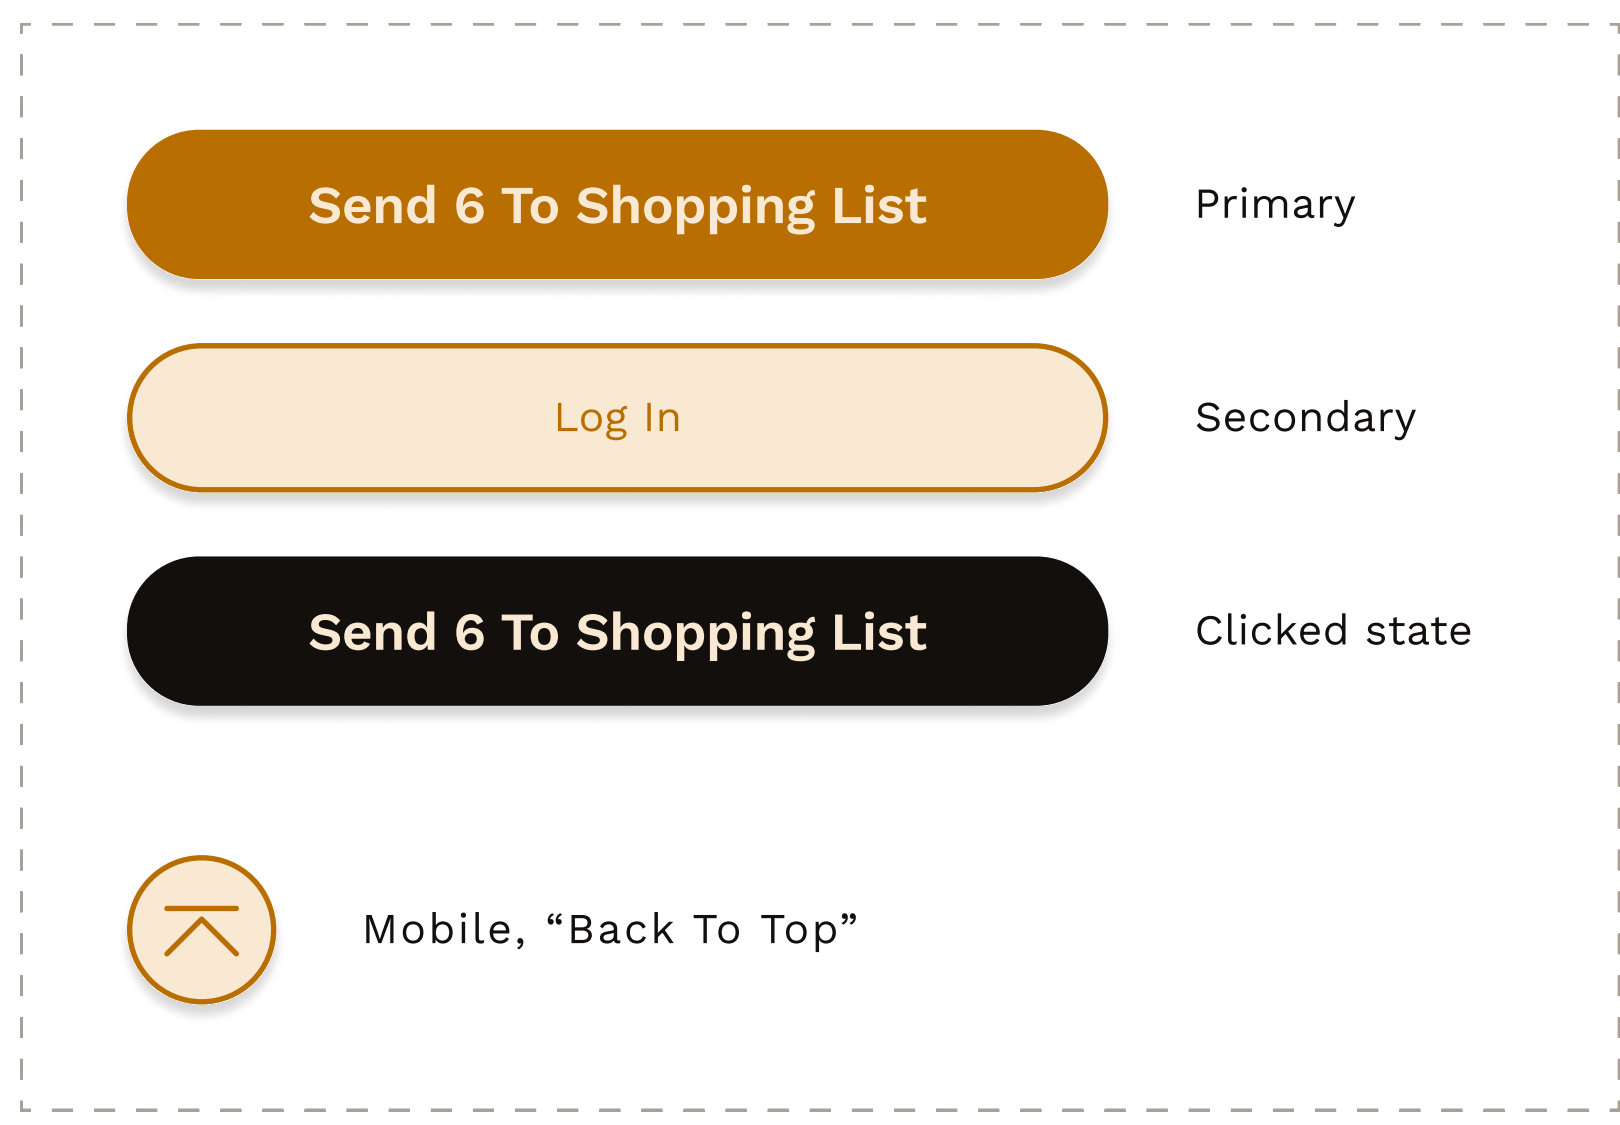 Send 6 To Shopping List
Primary
Log In
Secondary
Send 6 To Shopping List
Clicked state
Mobile, “Back To Top”